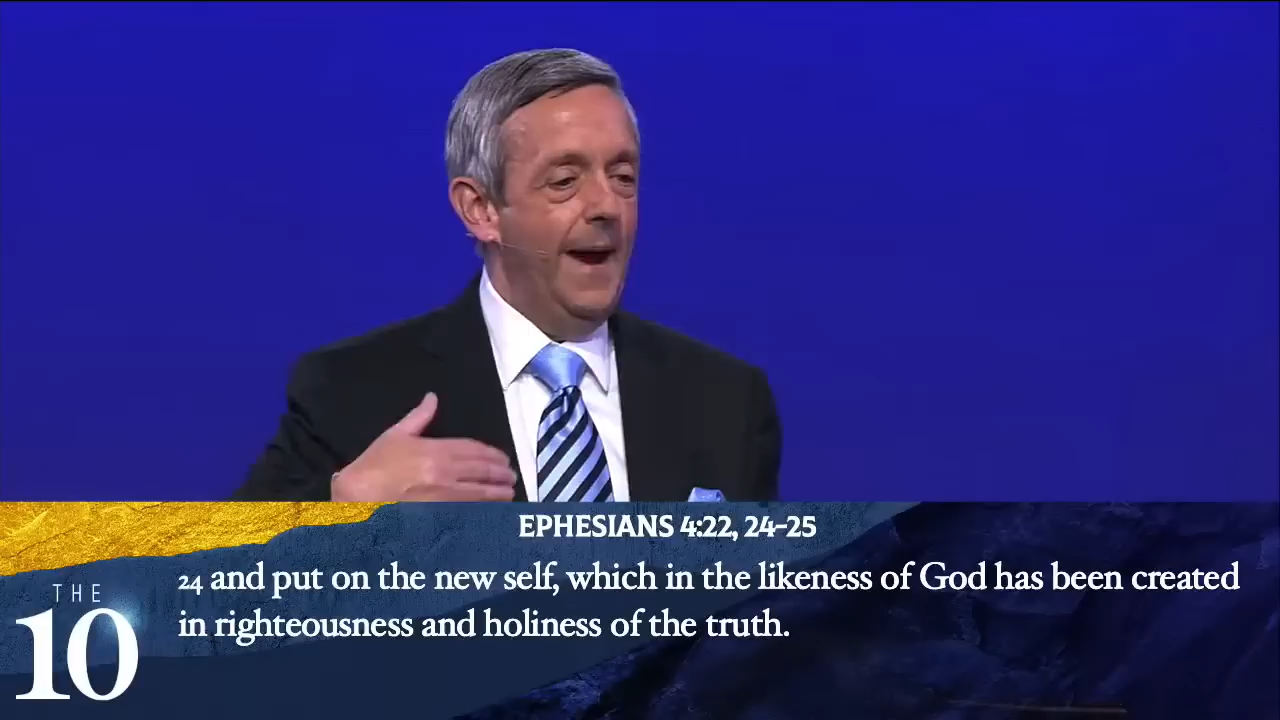 EPHESIANS 4:22, 24-25
24 and put on the new self, which in the likeness of God has been created
in righteousness and holiness of the truth.
THE
10